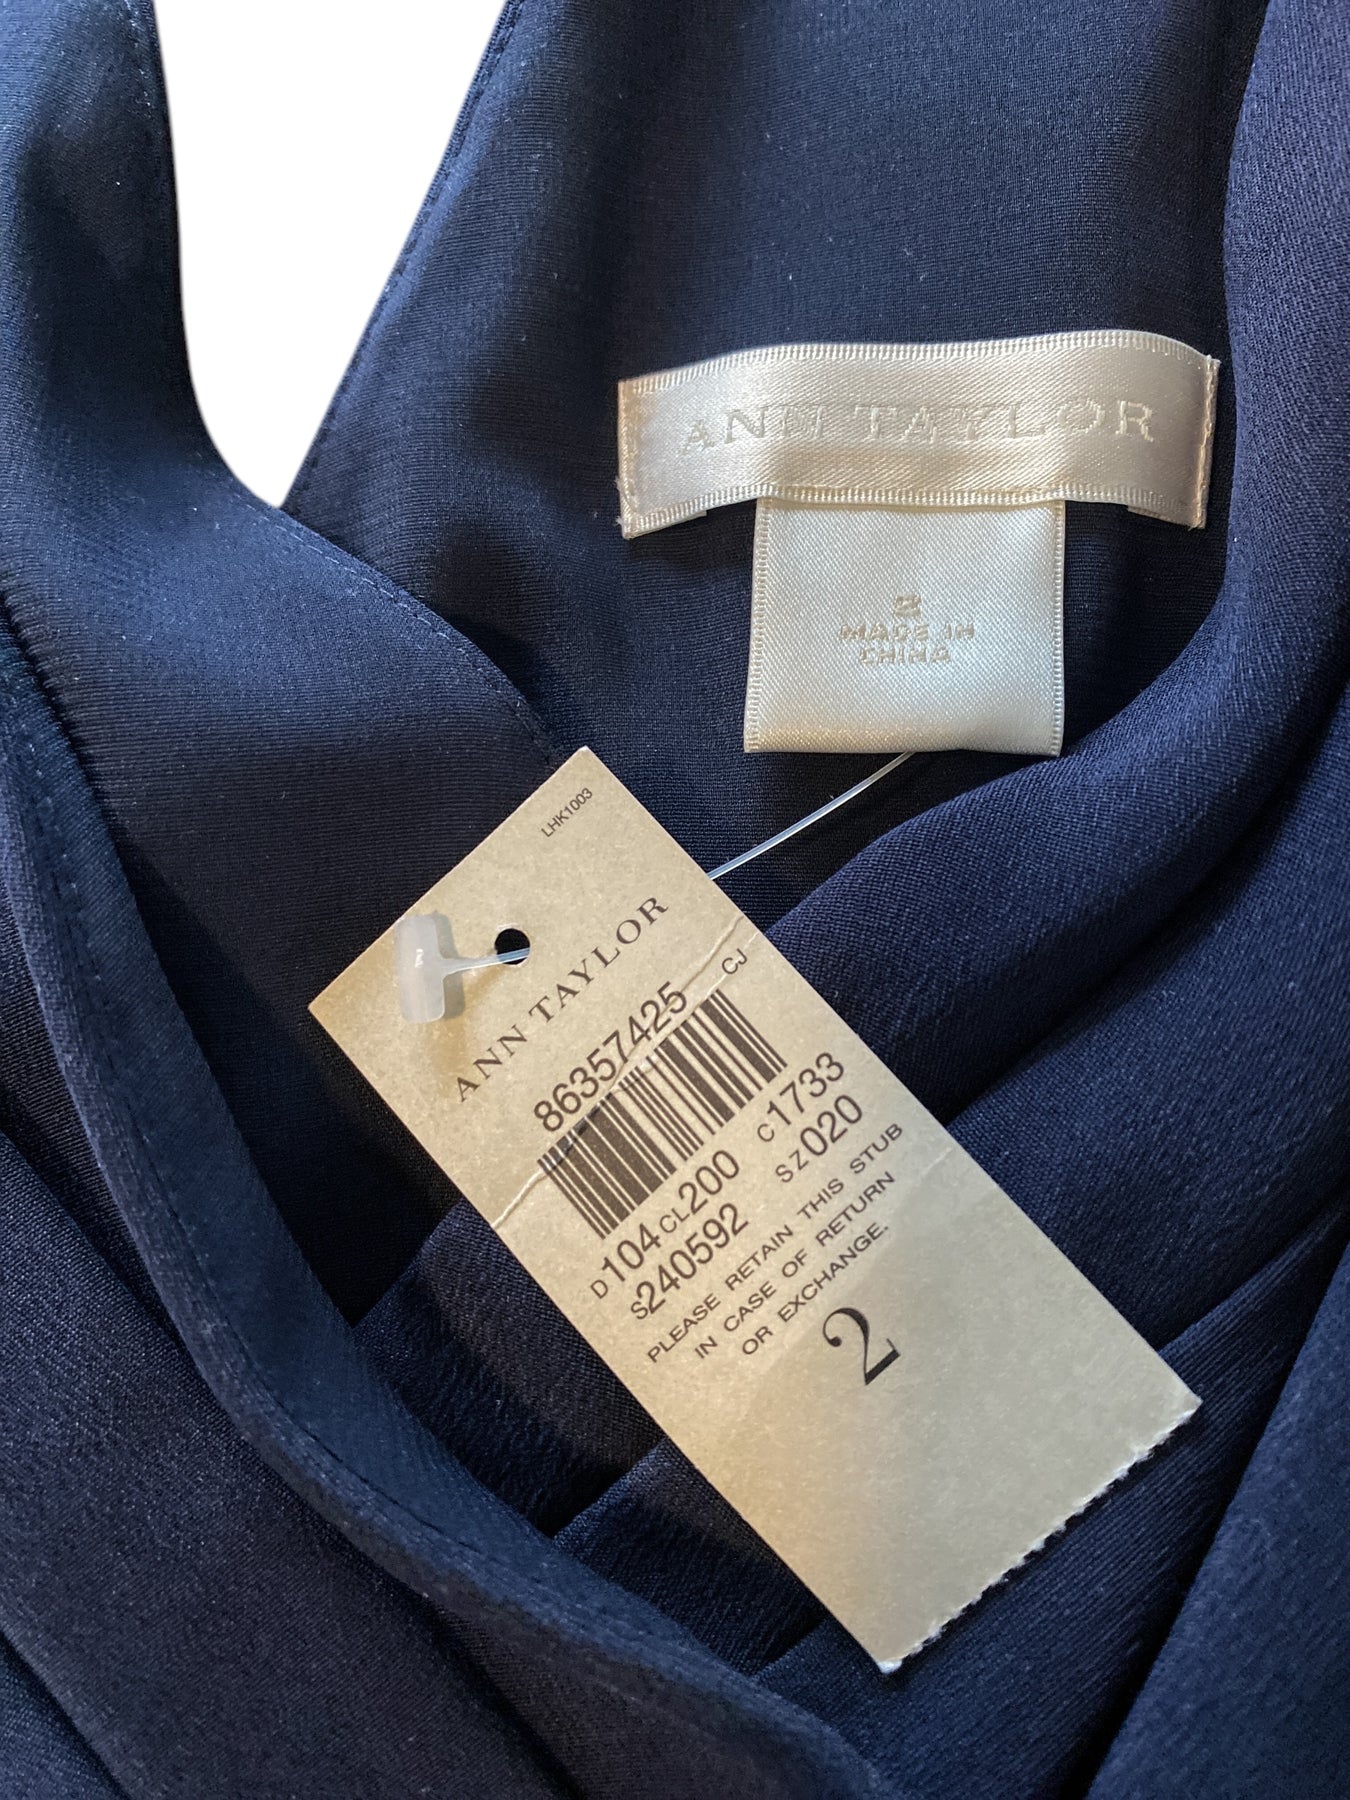 ANN TAYLOR
2
MADE IN
CHINA
LHK1003
ANN TAYLOR
86357425 CJ
D104 CL200 C1733
S240592 SZ020
PLEASE RETAIN THIS STUB
IN CASE OF RETURN
OR EXCHANGE.
2